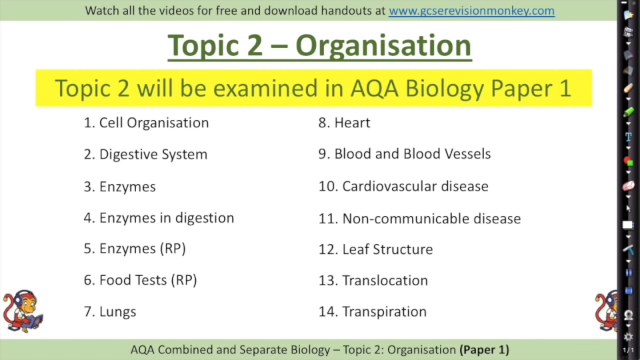 Watch all the videos for free and download handouts at www.gcserevisionmonkey.com
Topic 2 – Organisation
Topic 2 will be examined in AQA Biology Paper 1
1. Cell Organisation
2. Digestive System
3. Enzymes
4. Enzymes in digestion
5. Enzymes (RP)
6. Food Tests (RP)
7. Lungs
8. Heart
9. Blood and Blood Vessels
10. Cardiovascular disease
11. Non-communicable disease
12. Leaf Structure
13. Translocation
14. Transpiration
AQA Combined and Separate Biology – Topic 2: Organisation (Paper 1)
1/1